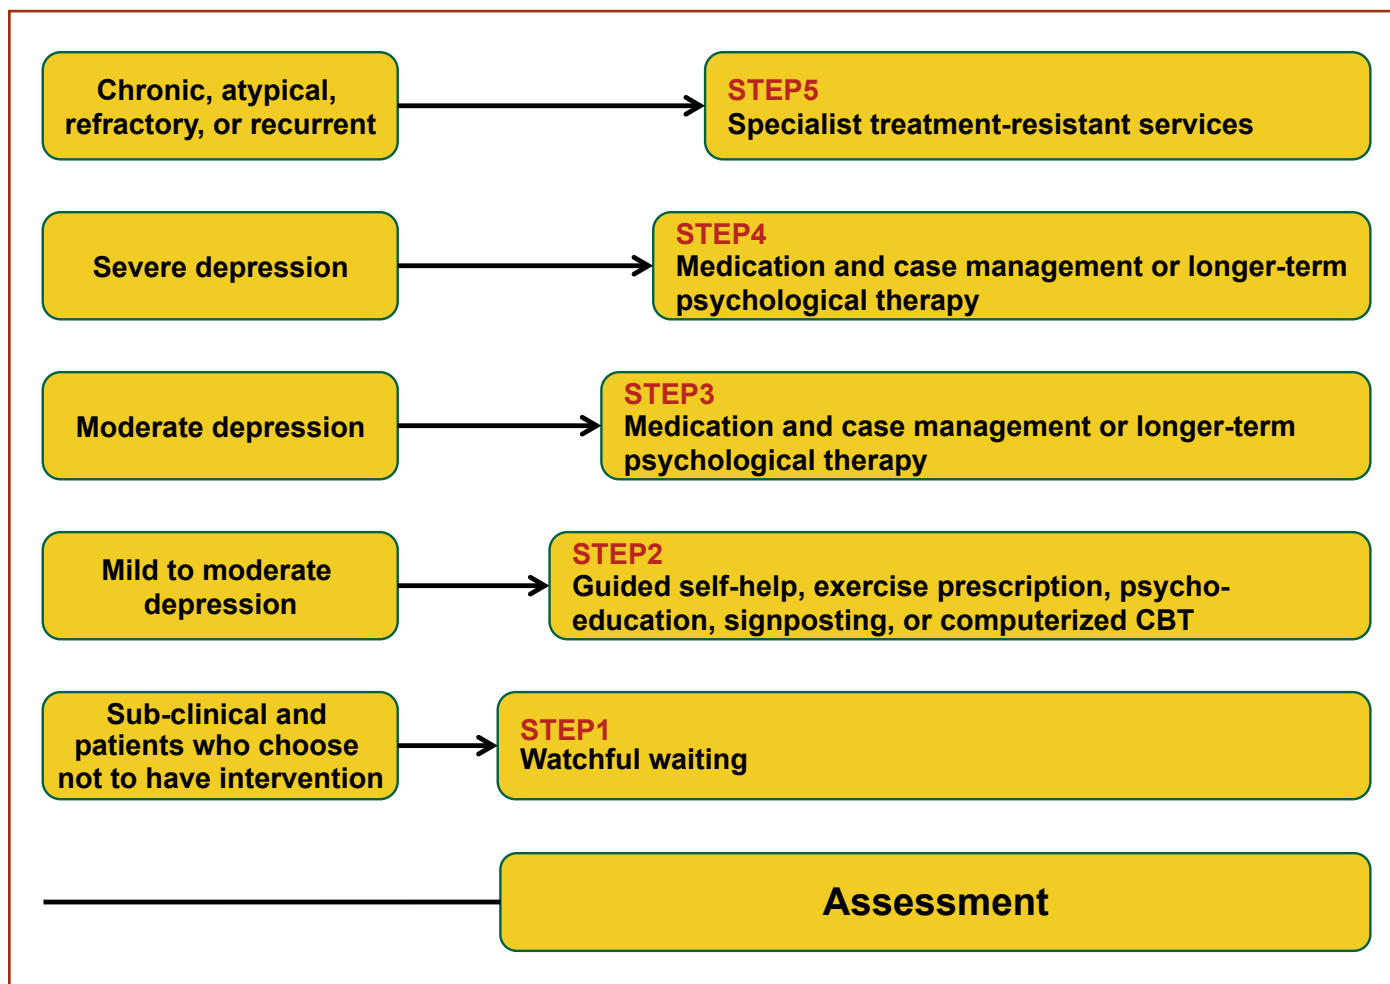 Chronic, atypical,
refractory, or recurrent
STEP5
Specialist treatment-resistant services
Severe depression
STEP4
Medication and case management or longer-term
psychological therapy
Moderate depression
STEP3
Medication and case management or longer-term
psychological therapy
Mild to moderate
depression
STEP2
Guided self-help, exercise prescription, psycho-
education, signposting, or computerized CBT
Sub-clinical and
patients who choose
not to have intervention
STEP1
Watchful waiting
Assessment